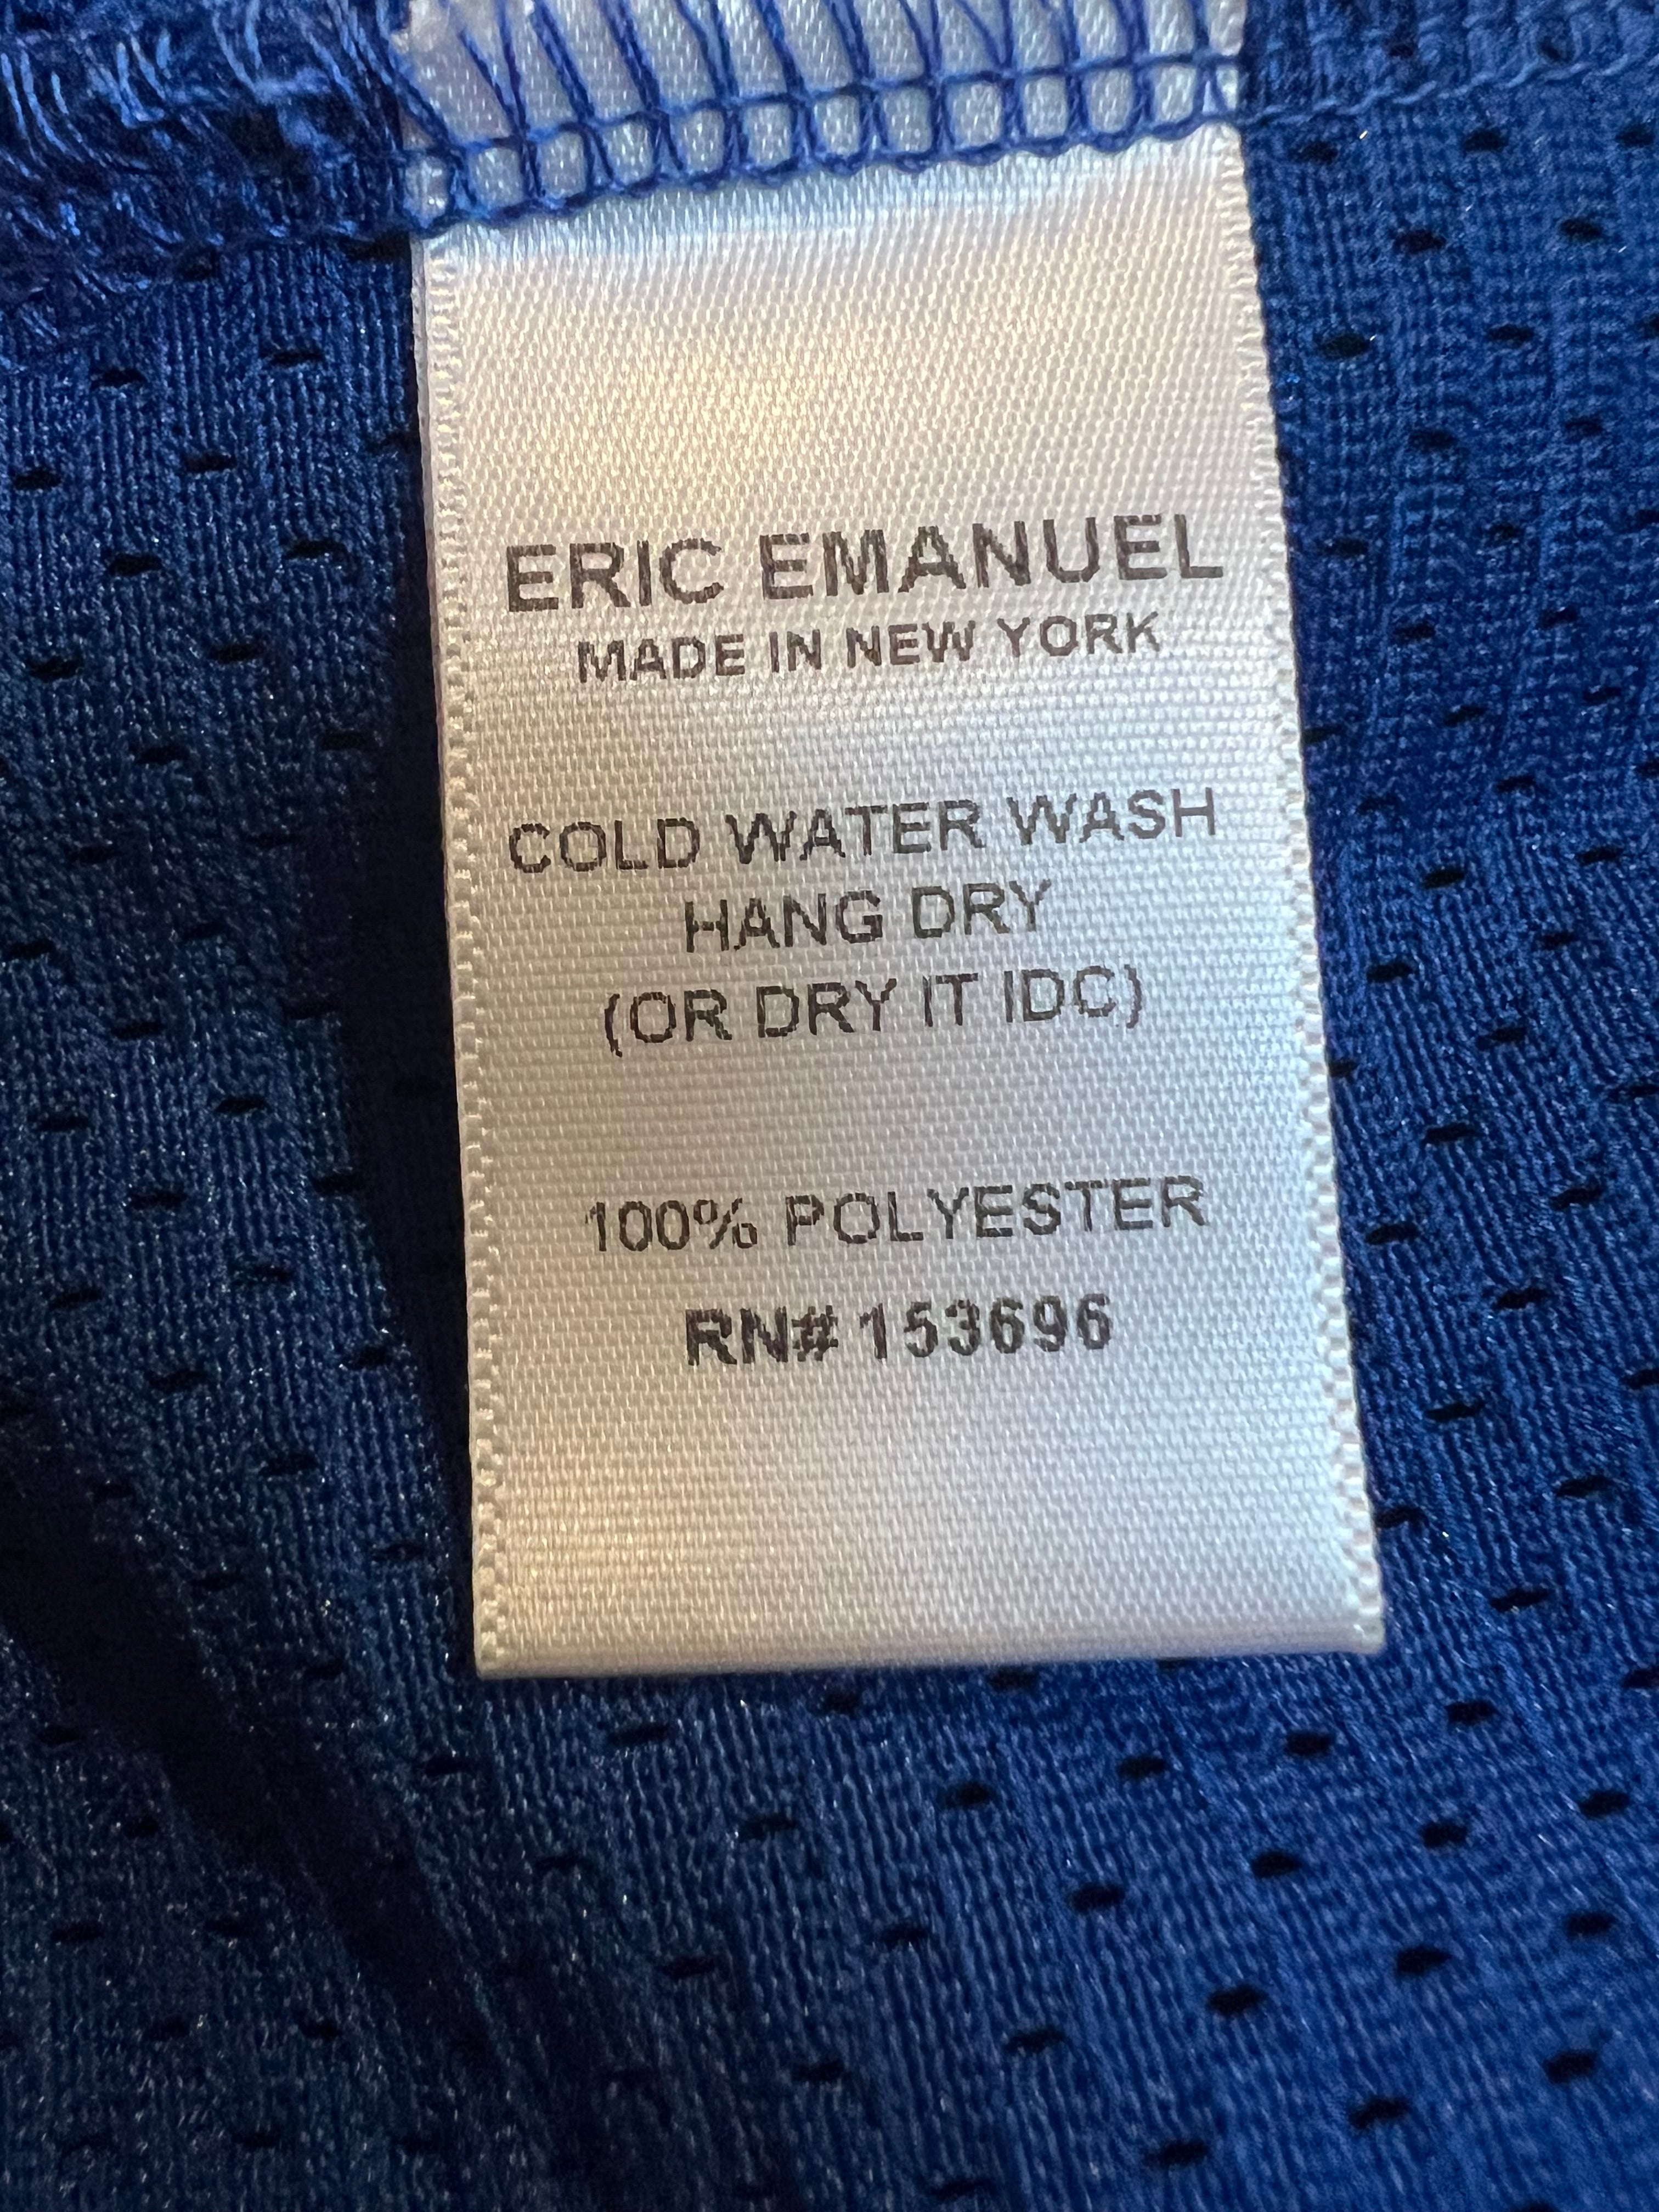 ERIC EMANUEL
MADE IN NEW YORK
COLD WATER WASH
HANG DRY
(OR DRY IT IDC)
100% POLYESTER
RN# 153696